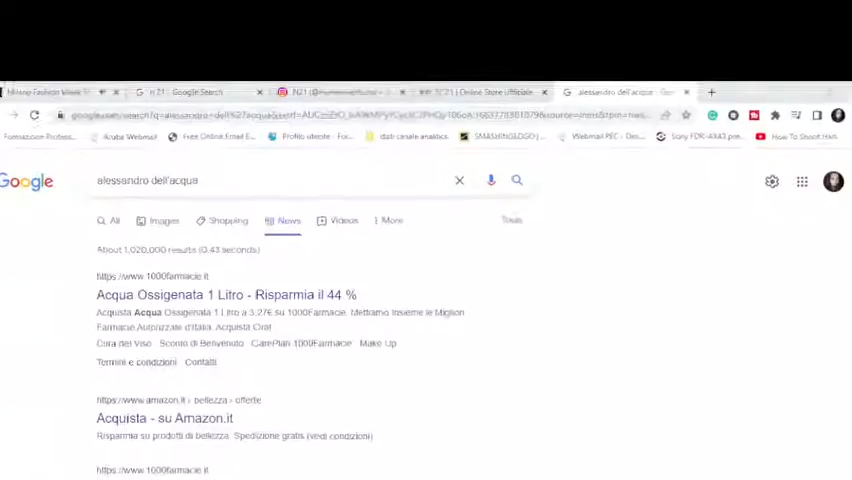 Milano Fashion Week
n 21 - Google Search
N21
N°21 | Online Store Ufficiale
alessandro dell'acqua - Goo
Formazione Profess...
Aruba Webmail
Free Online Email E...
Profilo utente - Fo...
dati canale analitics
Webmail PEC - Des...
Sony FDR-AX43 pre...
How To Shoot
Google
alessandro dell'acqua
All
Images
Shopping
News
Videos
More
Tools
About 1,020,000 results (0.43 seconds)
https://www.1000farmacie.it
Acqua Ossigenata 1 Litro - Risparmia il 44 %
Acquista Acqua Ossigenata 1 Litro a 3,27€ su 1000Farmacie. Mettiamo Insieme le Migliori
Farmacie Autorizzate d'Italia. Acquista Ora!
Cura del Viso Sconto di Benvenuto CarePlan 1000Farmacie Make Up
Termini e condizioni Contatti
https://www.amazon.it › bellezza › offerte
Acquista - su Amazon.it
Risparmia su prodotti di bellezza. Spedizione gratis (vedi condizioni)
https://www.1000farmacie.it